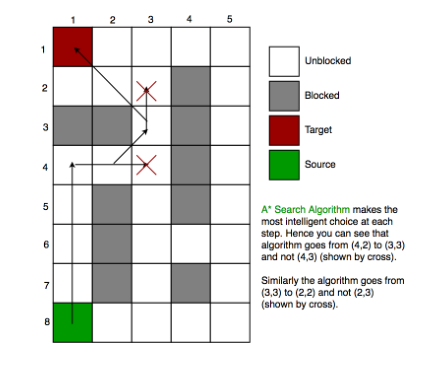 1 2 3 4 5
1
2
3
4
5
6
7
8
Unblocked
Blocked
Target
Source
A* Search Algorithm makes the
most intelligent choice at each
step. Hence you can see that
algorithm goes from (4,2) to (3,3)
and not (4,3) (shown by cross).
Similarly the algorithm goes from
(3,3) to (2,2) and not (2,3)
(shown by cross).